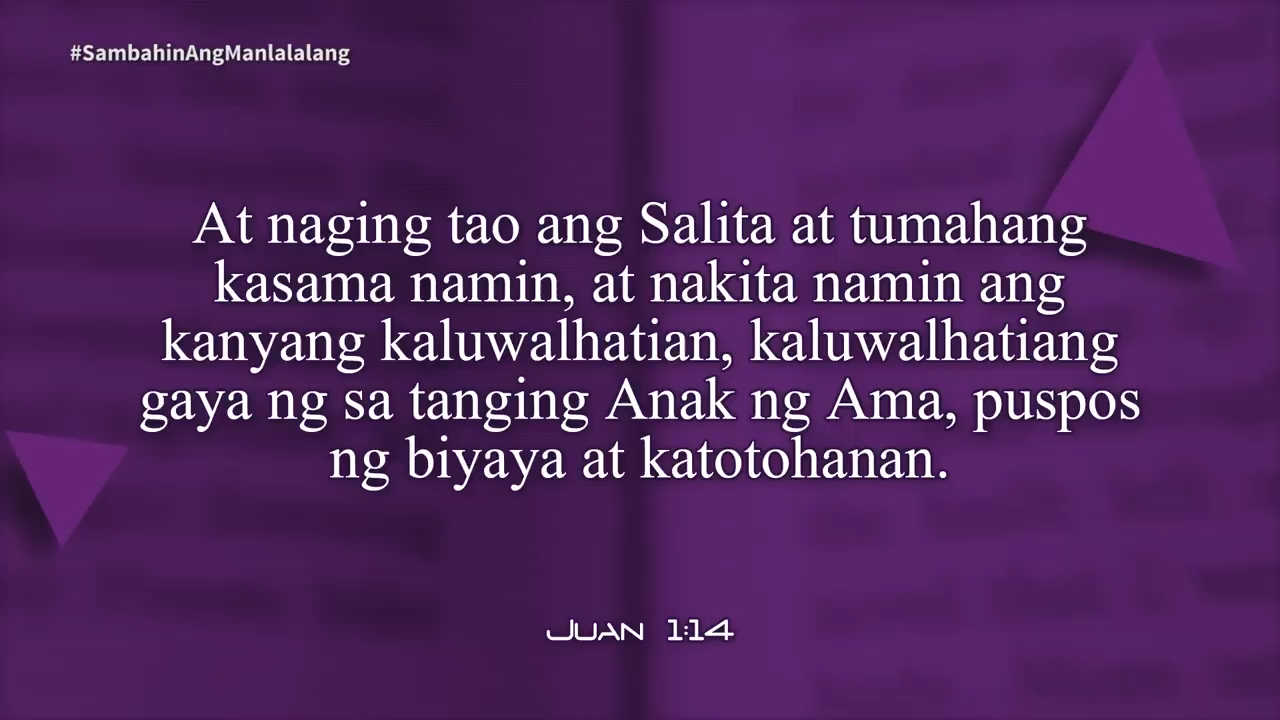 #SambahinAngManlalalang
At naging tao ang Salita at tumahang
kasama namin, at nakita namin ang
kanyang kaluwalhatian, kaluwalhatiang
gaya ng sa tanging Anak ng Ama, puspos
ng biyaya at katotohanan.
Juan 1:14